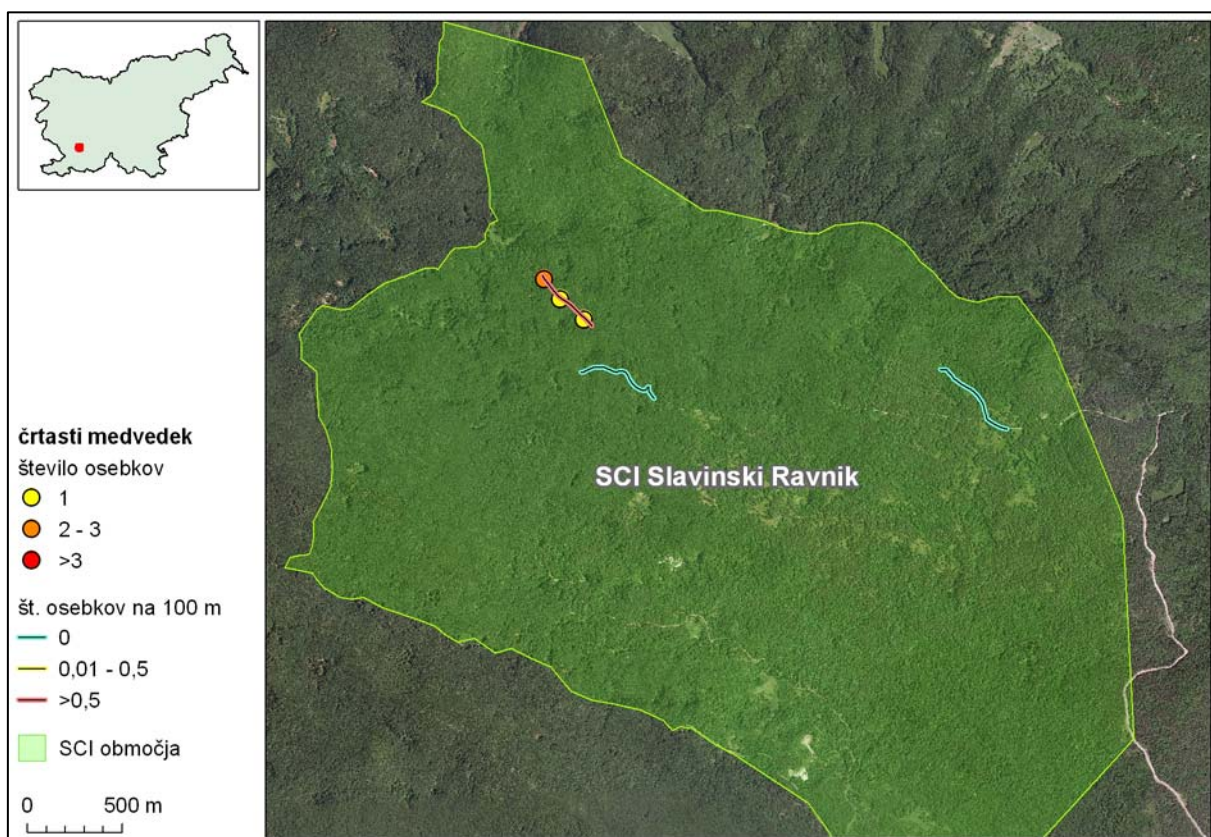 črtasti medvedek
število osebkov
1
2 - 3
>3
št. osebkov na 100 m
0
0,01 - 0,5
>0,5
SCI območja
0 500 m
SCI Slavinski Ravnik